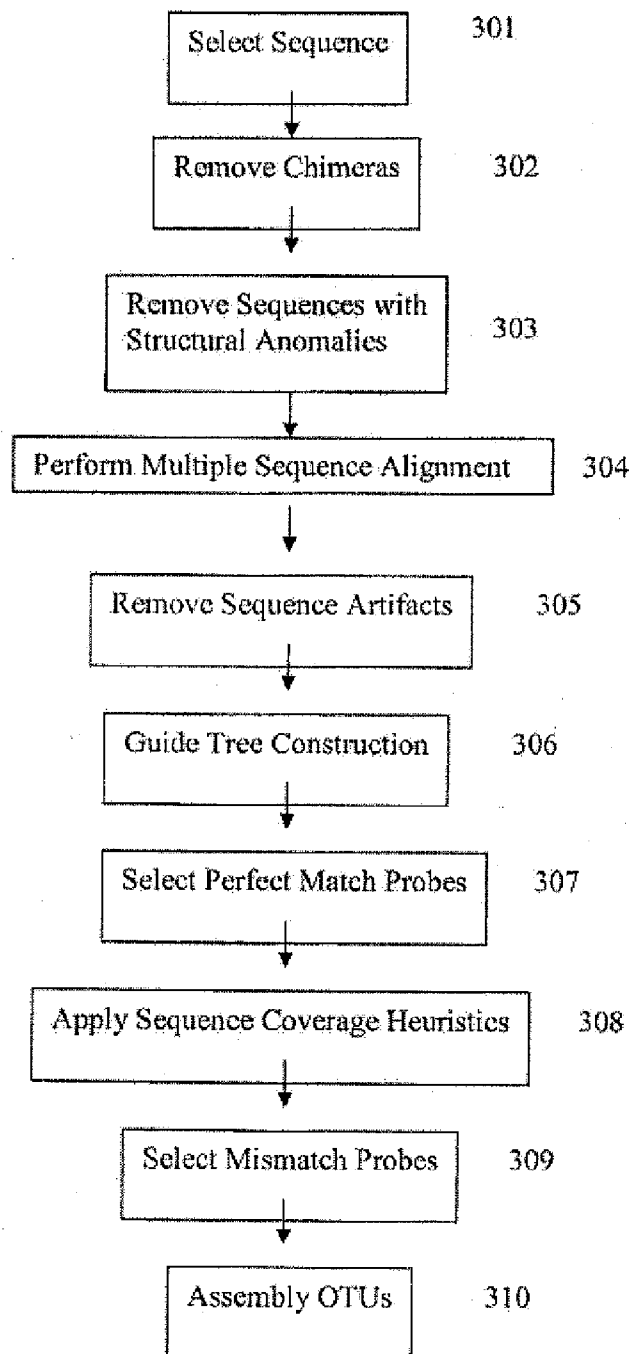 Select Sequence 301
Remove Chimeras 302
Remove Sequences with
Structural Anomalies 303
Perform Multiple Sequence Alignment 304
Remove Sequence Artifacts 305
Guide Tree Construction 306
Select Perfect Match Probes 307
Apply Sequence Coverage Heuristics 308
Select Mismatch Probes 309
Assembly OTUs 310